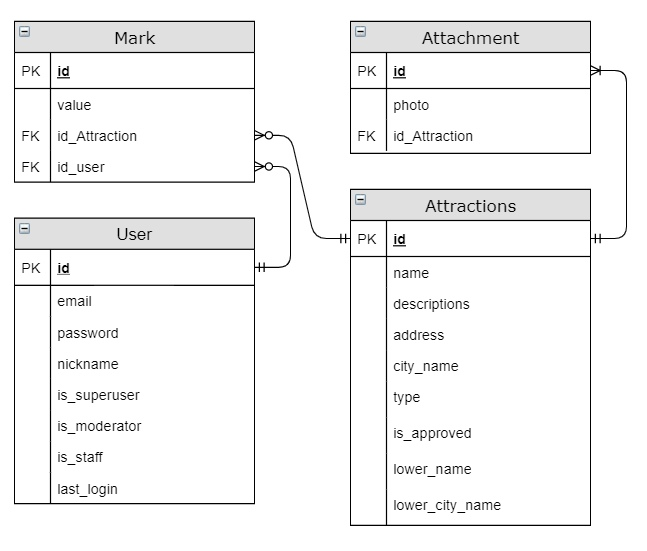 Mark
PK id
value
FK id_Attraction
FK id_user
User
PK id
email
password
nickname
is_superuser
is_moderator
is_staff
last_login
Attachment
PK id
photo
FK id_Attraction
Attractions
PK id
name
descriptions
address
city_name
type
is_approved
lower_name
lower_city_name